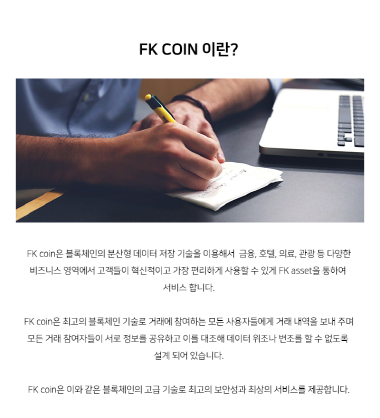 FK COIN 이란?
FK coin은 블록체인의 분산형 데이터 저장 기술을 이용해서 금융, 호텔, 의료, 관광 등 다양한
비즈니스 영역에서 고객들이 혁신적이고 가장 편리하게 사용할 수 있게 FK asset을 통하여
서비스 합니다.
FK coin은 최고의 블록체인 기술로 거래에 참여하는 모든 사용자들에게 거래 내역을 보내 주며
모든 거래 참여자들이 서로 정보를 공유하고 이를 대조해 데이터 위조나 변조를 할 수 없도록
설계 되어 있습니다.
FK coin은 이와 같은 블록체인의 고급 기술로 최고의 보안성과 최상의 서비스를 제공합니다.